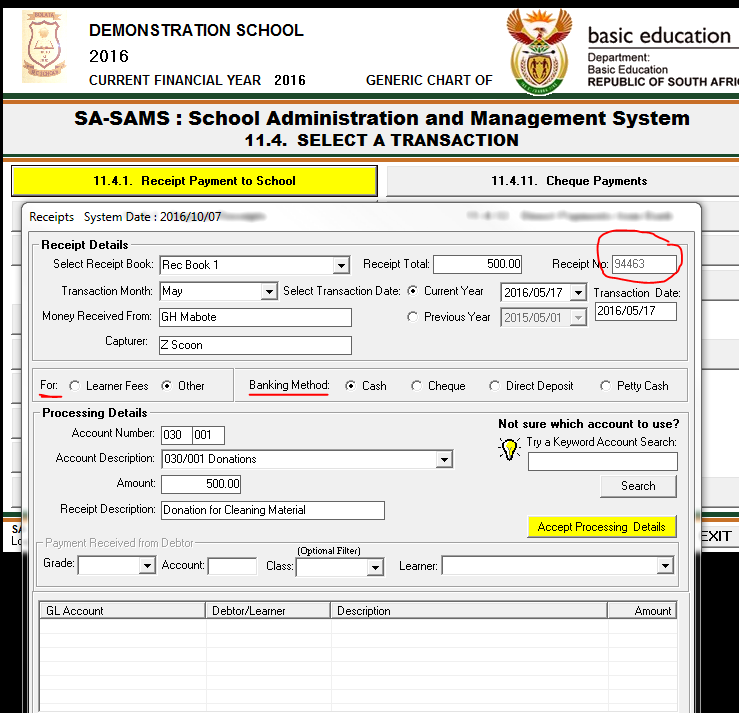 DEMONSTRATION SCHOOL
2016
CURRENT FINANCIAL YEAR 2016 GENERIC CHART OF
basic education
Department:
Basic Education
REPUBLIC OF SOUTH AFRI
SA-SAMS : School Administration and Management System
11.4. SELECT A TRANSACTION
11.4.1. Receipt Payment to School
11.4.11. Cheque Payments
Receipts System Date : 2016/10/07
Receipt Details
Select Receipt Book: Rec Book 1 Receipt Total: 500.00 Receipt No: 94463
Transaction Month: May Select Transaction Date: Current Year 2016/05/17 Transaction Date:
Money Received From: GH Mabote Previous Year 2015/05/01 2016/05/17
Capturer: Z Scoon
For: Learner Fees Other Banking Method: Cash Cheque Direct Deposit Petty Cash
Processing Details
Not sure which account to use?
Account Number: 030 001 Try a Keyword Account Search:
Account Description: 030/001 Donations
Amount: 500.00 Search
Receipt Description: Donation for Cleaning Material
Accept Processing Details
EXIT
Payment Received from Debtor
(Optional Filter)
Grade: Account: Class: Learner:
GL Account Debtor/Learner Description Amount